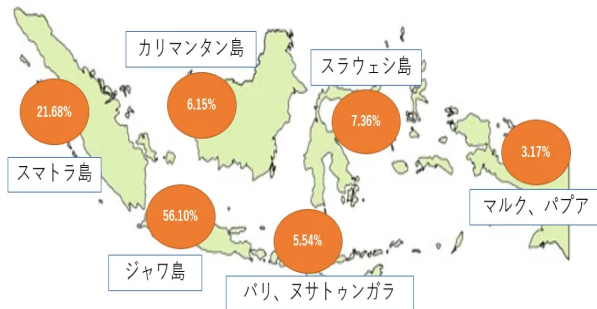 カリマンタン島
スラウェシ島
21.68%
6.15%
7.36%
3.17%
スマトラ島
マルク、パプア
56.10%
5.54%
ジャワ島
バリ、ヌサトゥンガラ